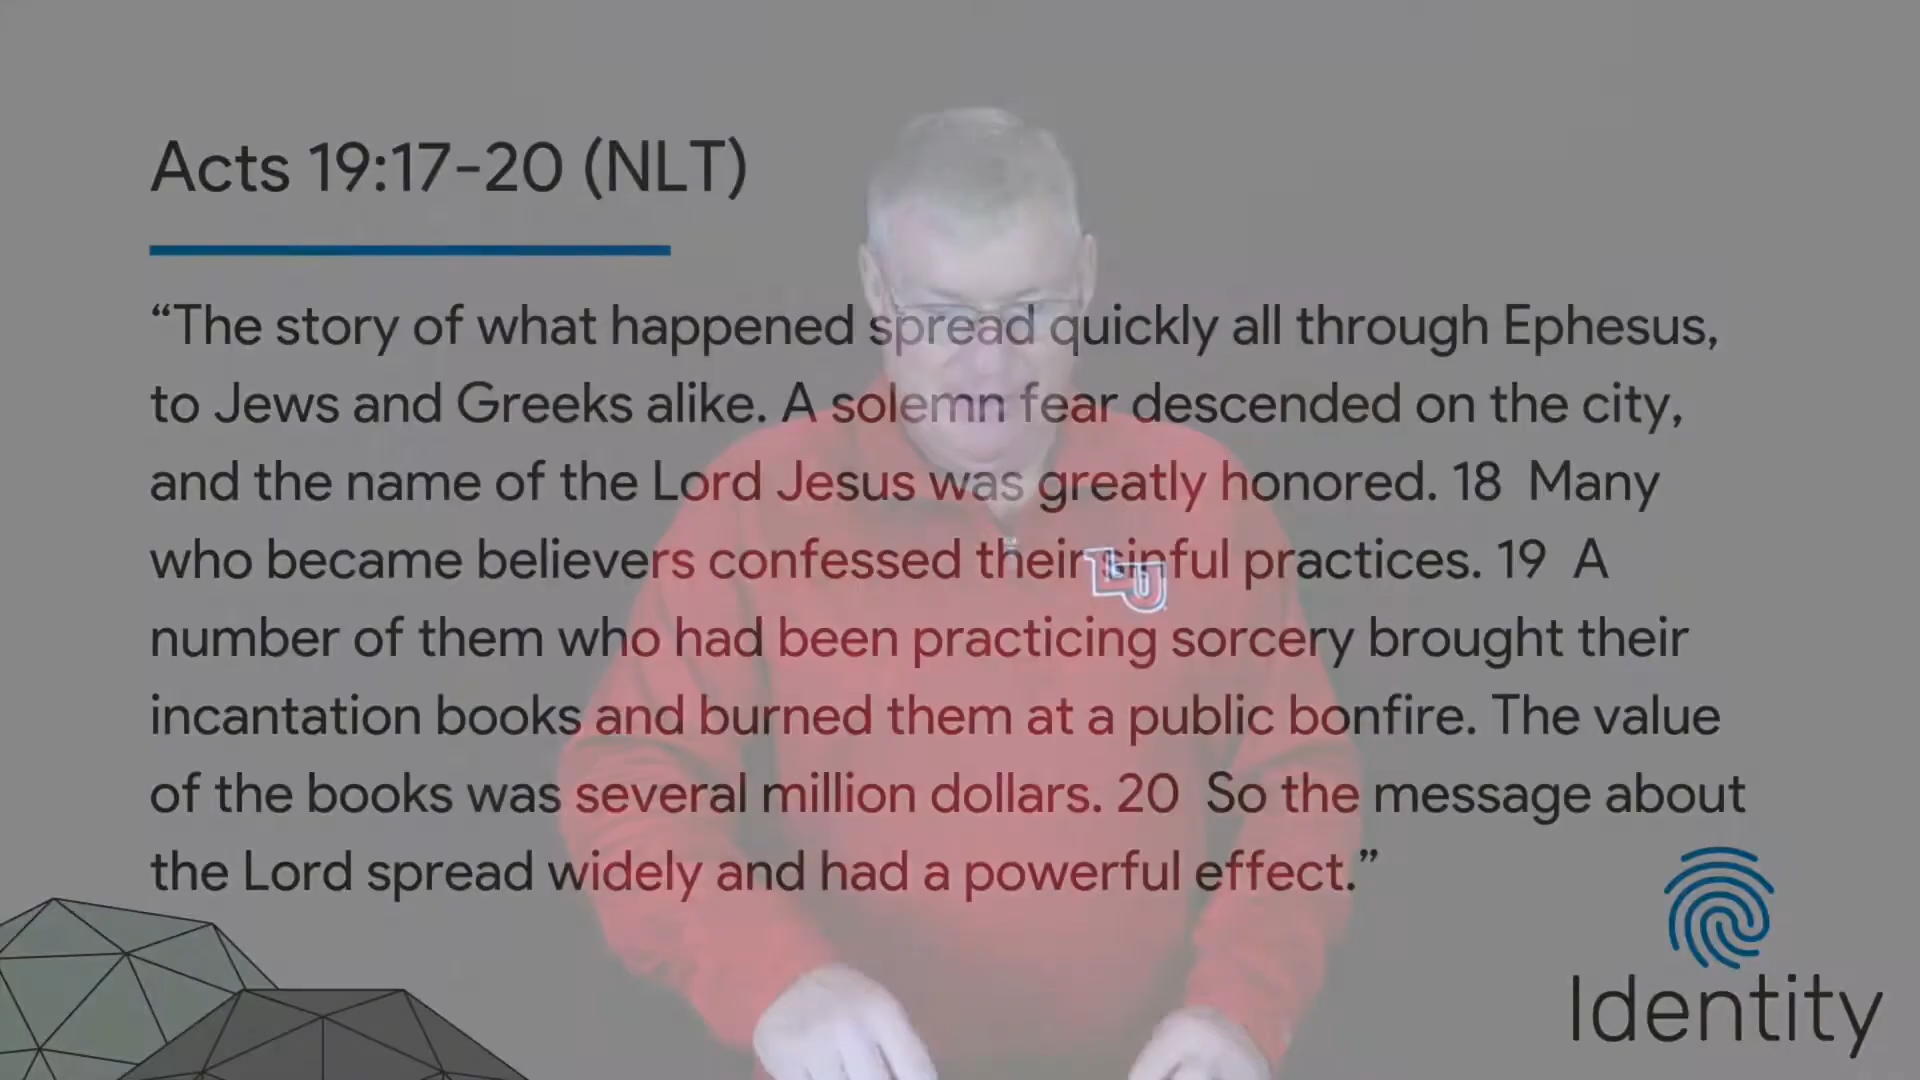 Acts 19:17-20 (NLT)
“The story of what happened spread quickly all through Ephesus,
to Jews and Greeks alike. A solemn fear descended on the city,
and the name of the Lord Jesus was greatly honored. 18  Many
who became believers confessed their sinful practices. 19  A
number of them who had been practicing sorcery brought their
incantation books and burned them at a public bonfire. The value
of the books was several million dollars. 20  So the message about
the Lord spread widely and had a powerful effect.”
LU
Identity